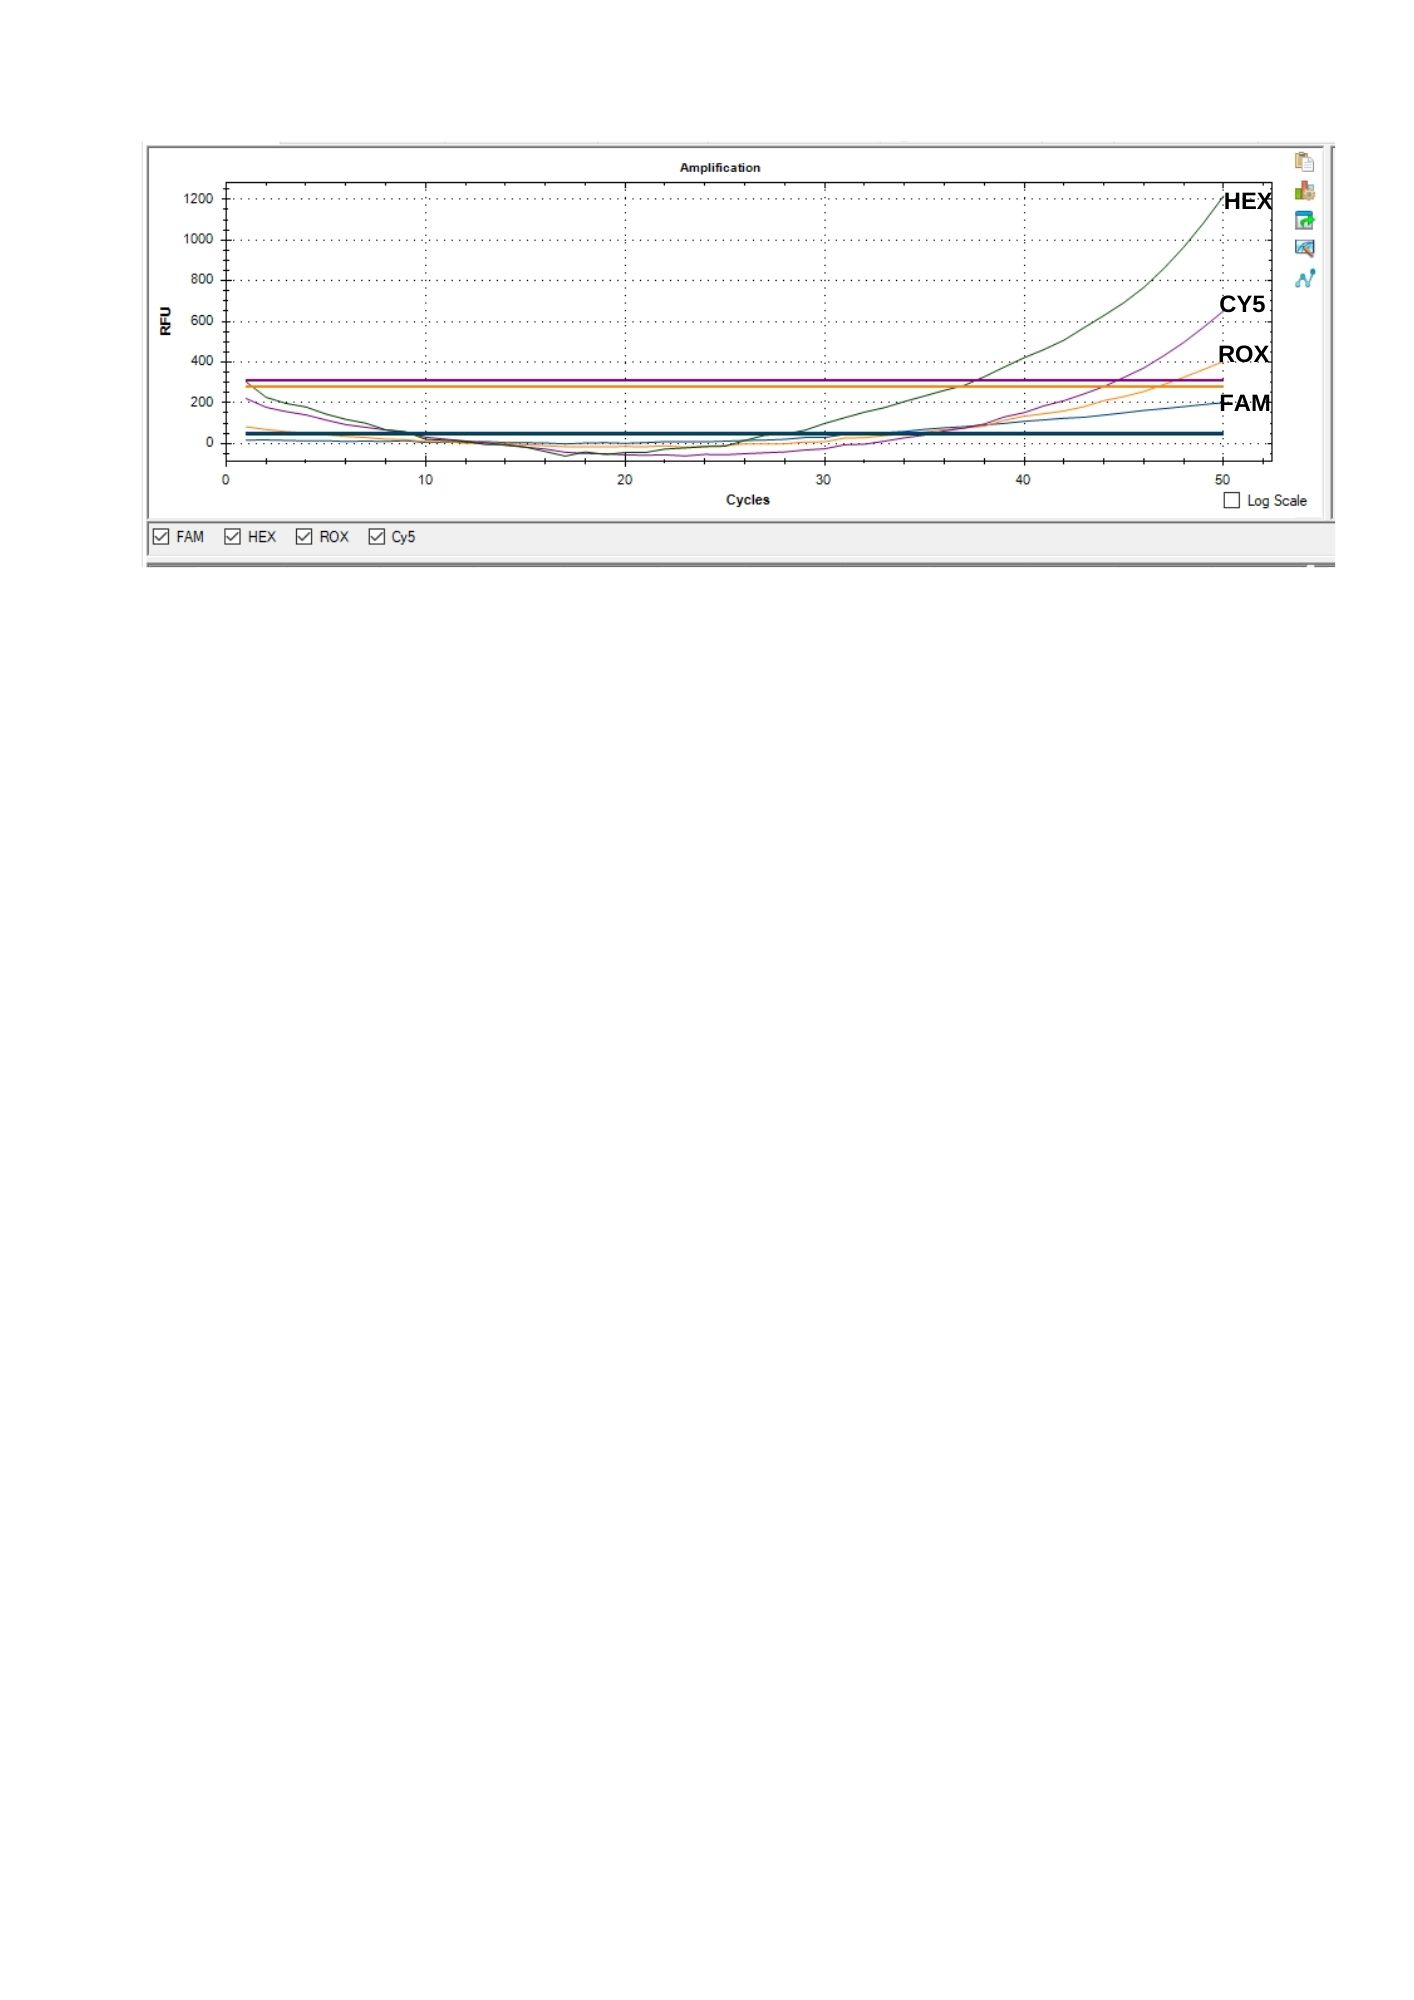 Amplification
1200
1000
800
600
400
200
0
RFU
HEX
CY5
ROX
FAM
0 10 20 30 40 50
Cycles
Log Scale
FAM HEX ROX Cy5